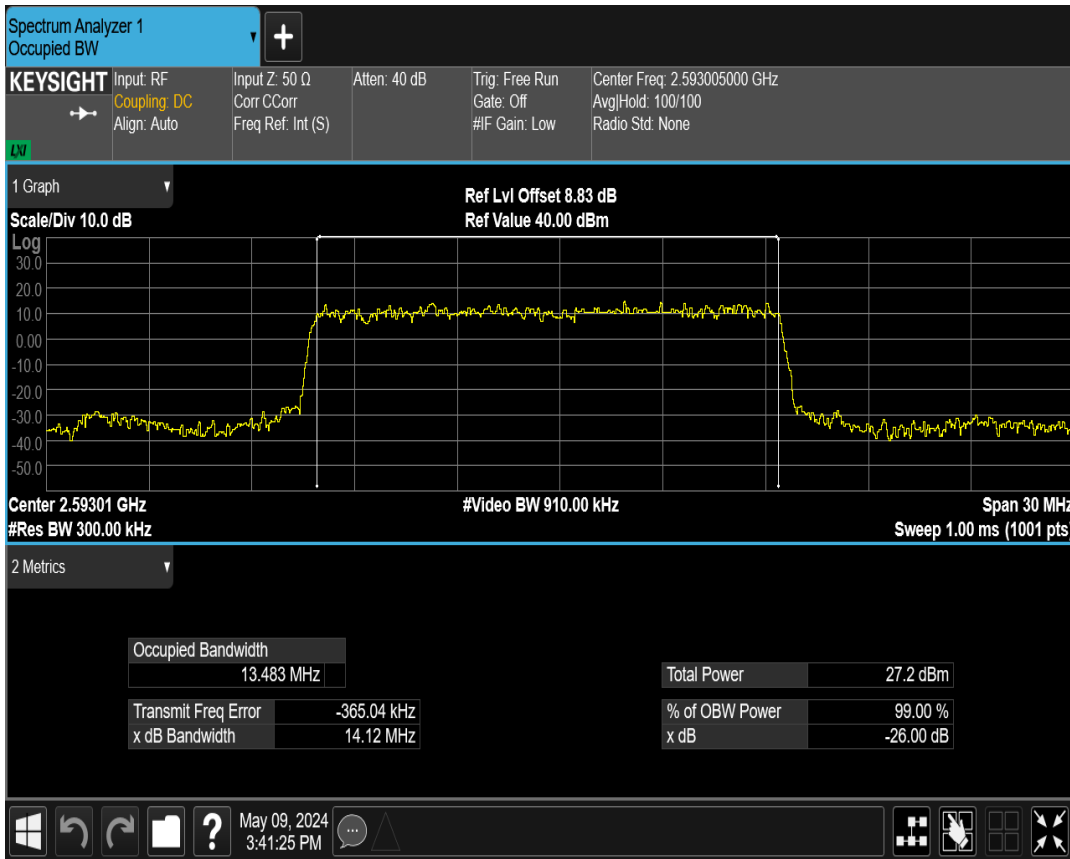 Spectrum Analyzer 1
Occupied BW
+
KEYSIGHT
LXI
Input: RF
Coupling: DC
Align: Auto
Input Z: 50 Ω
Corr CCorr
Freq Ref: Int (S)
Atten: 40 dB
Trig: Free Run
Gate: Off
#IF Gain: Low
Center Freq: 2.593005000 GHz
Avg|Hold: 100/100
Radio Std: None
1 Graph
Scale/Div 10.0 dB
Ref Lvl Offset 8.83 dB
Ref Value 40.00 dBm
Log
30.0
20.0
10.0
0.00
-10.0
-20.0
-30.0
-40.0
-50.0
Center 2.59301 GHz
#Video BW 910.00 kHz
Span 30 MHz
#Res BW 300.00 kHz
Sweep 1.00 ms (1001 pts)
2 Metrics
Occupied Bandwidth
13.483 MHz
Transmit Freq Error -365.04 kHz
x dB Bandwidth 14.12 MHz
Total Power 27.2 dBm
% of OBW Power 99.00 %
x dB -26.00 dB
?
May 09, 2024
3:41:25 PM